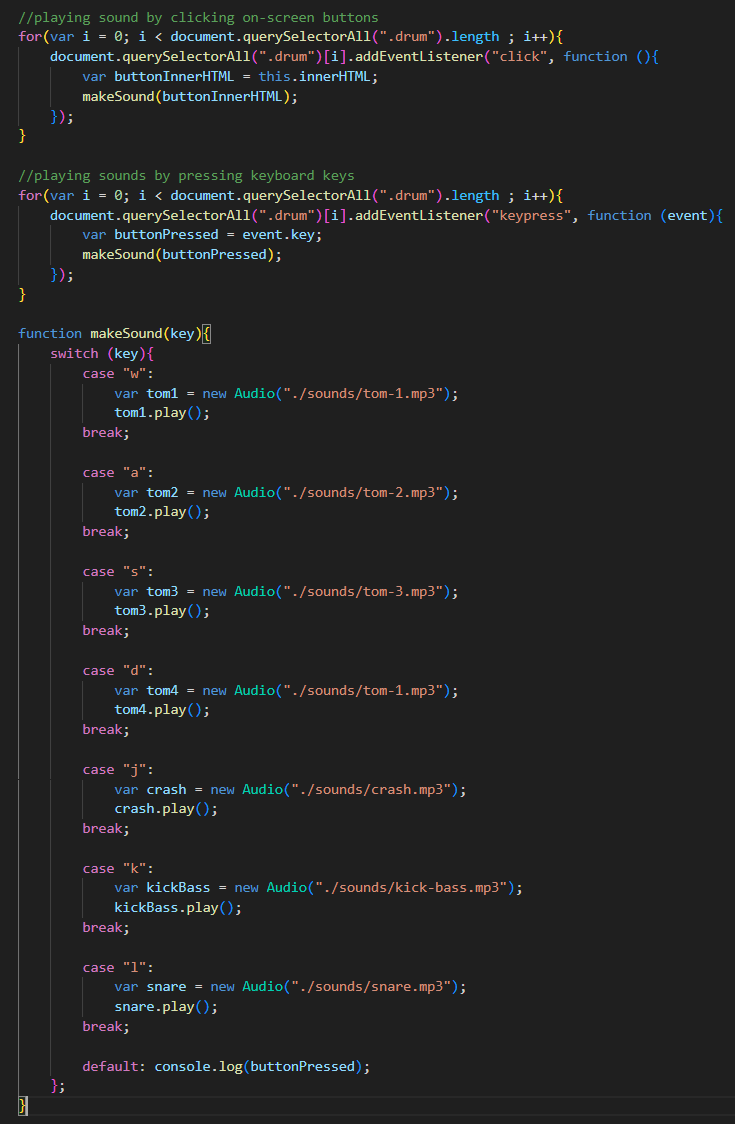 //playing sound by clicking on-screen buttons
for(var i = 0; i < document.querySelectorAll(".drum").length ; i++){
    document.querySelectorAll(".drum")[i].addEventListener("click", function (){
        var buttonInnerHTML = this.innerHTML;
        makeSound(buttonInnerHTML);
    });
}

//playing sounds by pressing keyboard keys
for(var i = 0; i < document.querySelectorAll(".drum").length ; i++){
    document.querySelectorAll(".drum")[i].addEventListener("keypress", function (event){
        var buttonPressed = event.key;
        makeSound(buttonPressed);
    });
}

function makeSound(key){
    switch (key){
        case "w":
            var tom1 = new Audio("./sounds/tom-1.mp3");
            tom1.play();
        break;

        case "a":
            var tom2 = new Audio("./sounds/tom-2.mp3");
            tom2.play();
        break;

        case "s":
            var tom3 = new Audio("./sounds/tom-3.mp3");
            tom3.play();
        break;

        case "d":
            var tom4 = new Audio("./sounds/tom-1.mp3");
            tom4.play();
        break;

        case "j":
            var crash = new Audio("./sounds/crash.mp3");
            crash.play();
        break;

        case "k":
            var kickBass = new Audio("./sounds/kick-bass.mp3");
            kickBass.play();
        break;

        case "l":
            var snare = new Audio("./sounds/snare.mp3");
            snare.play();
        break;

        default: console.log(buttonPressed);
    };
}